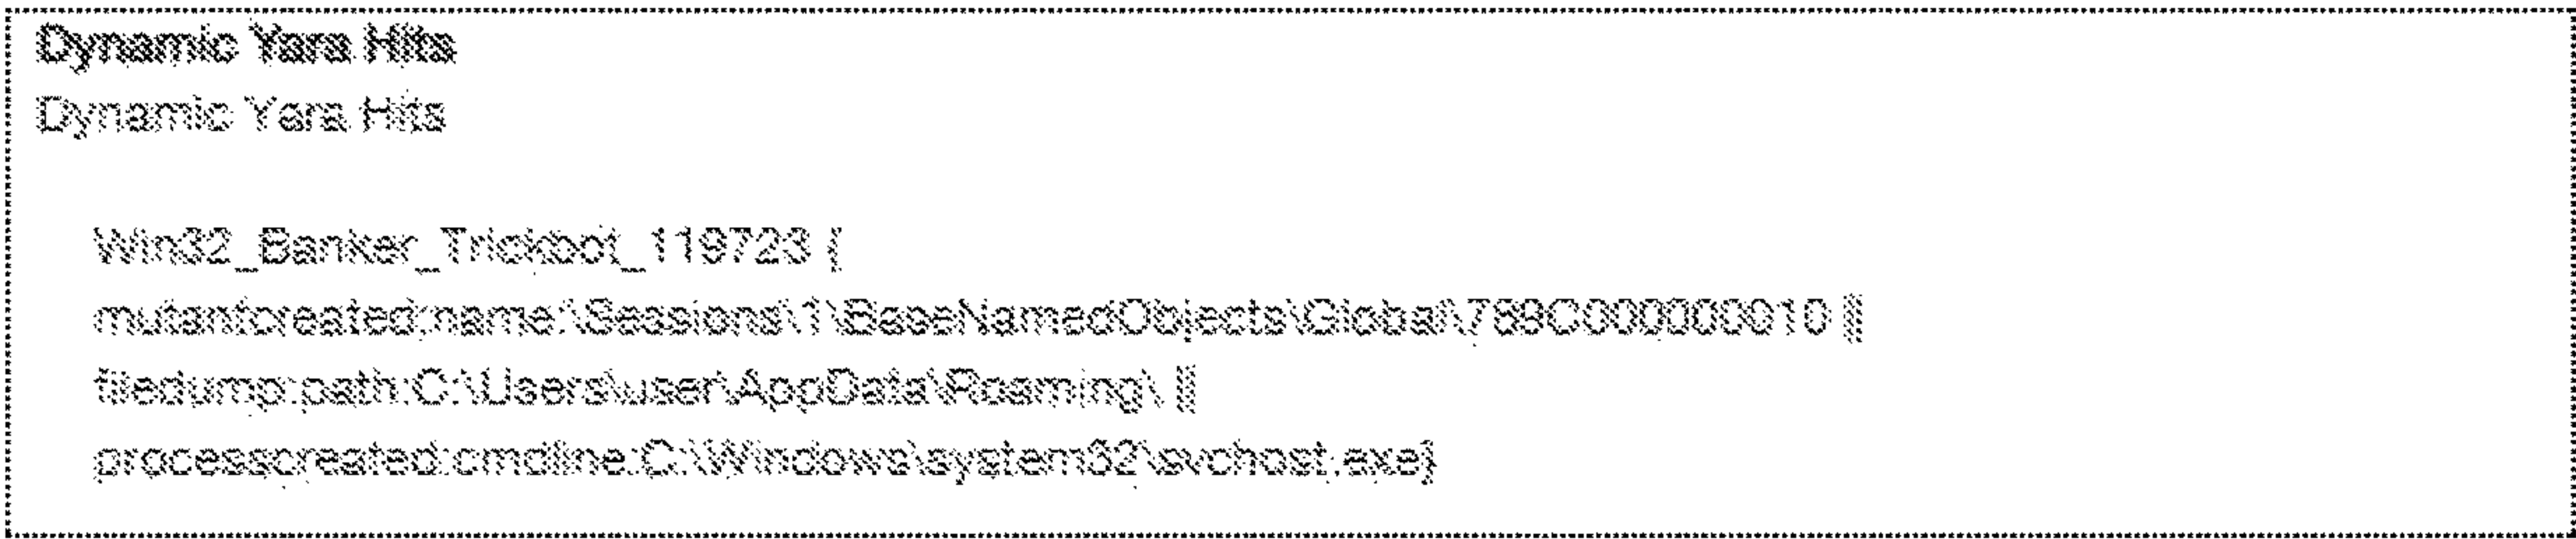 Dynamic Yara Hits
Dynamic Yara Hits
Win32_Banker_Trickbot_119723 {
mutantcreated:name:\Sessions\1\BaseNamedObjects\Global\789C000000010 ||
filedump:path:C:\Users\user\AppData\Roaming\ ||
processcreated:cmdline:C:\Windows\system32\svchost.exe}